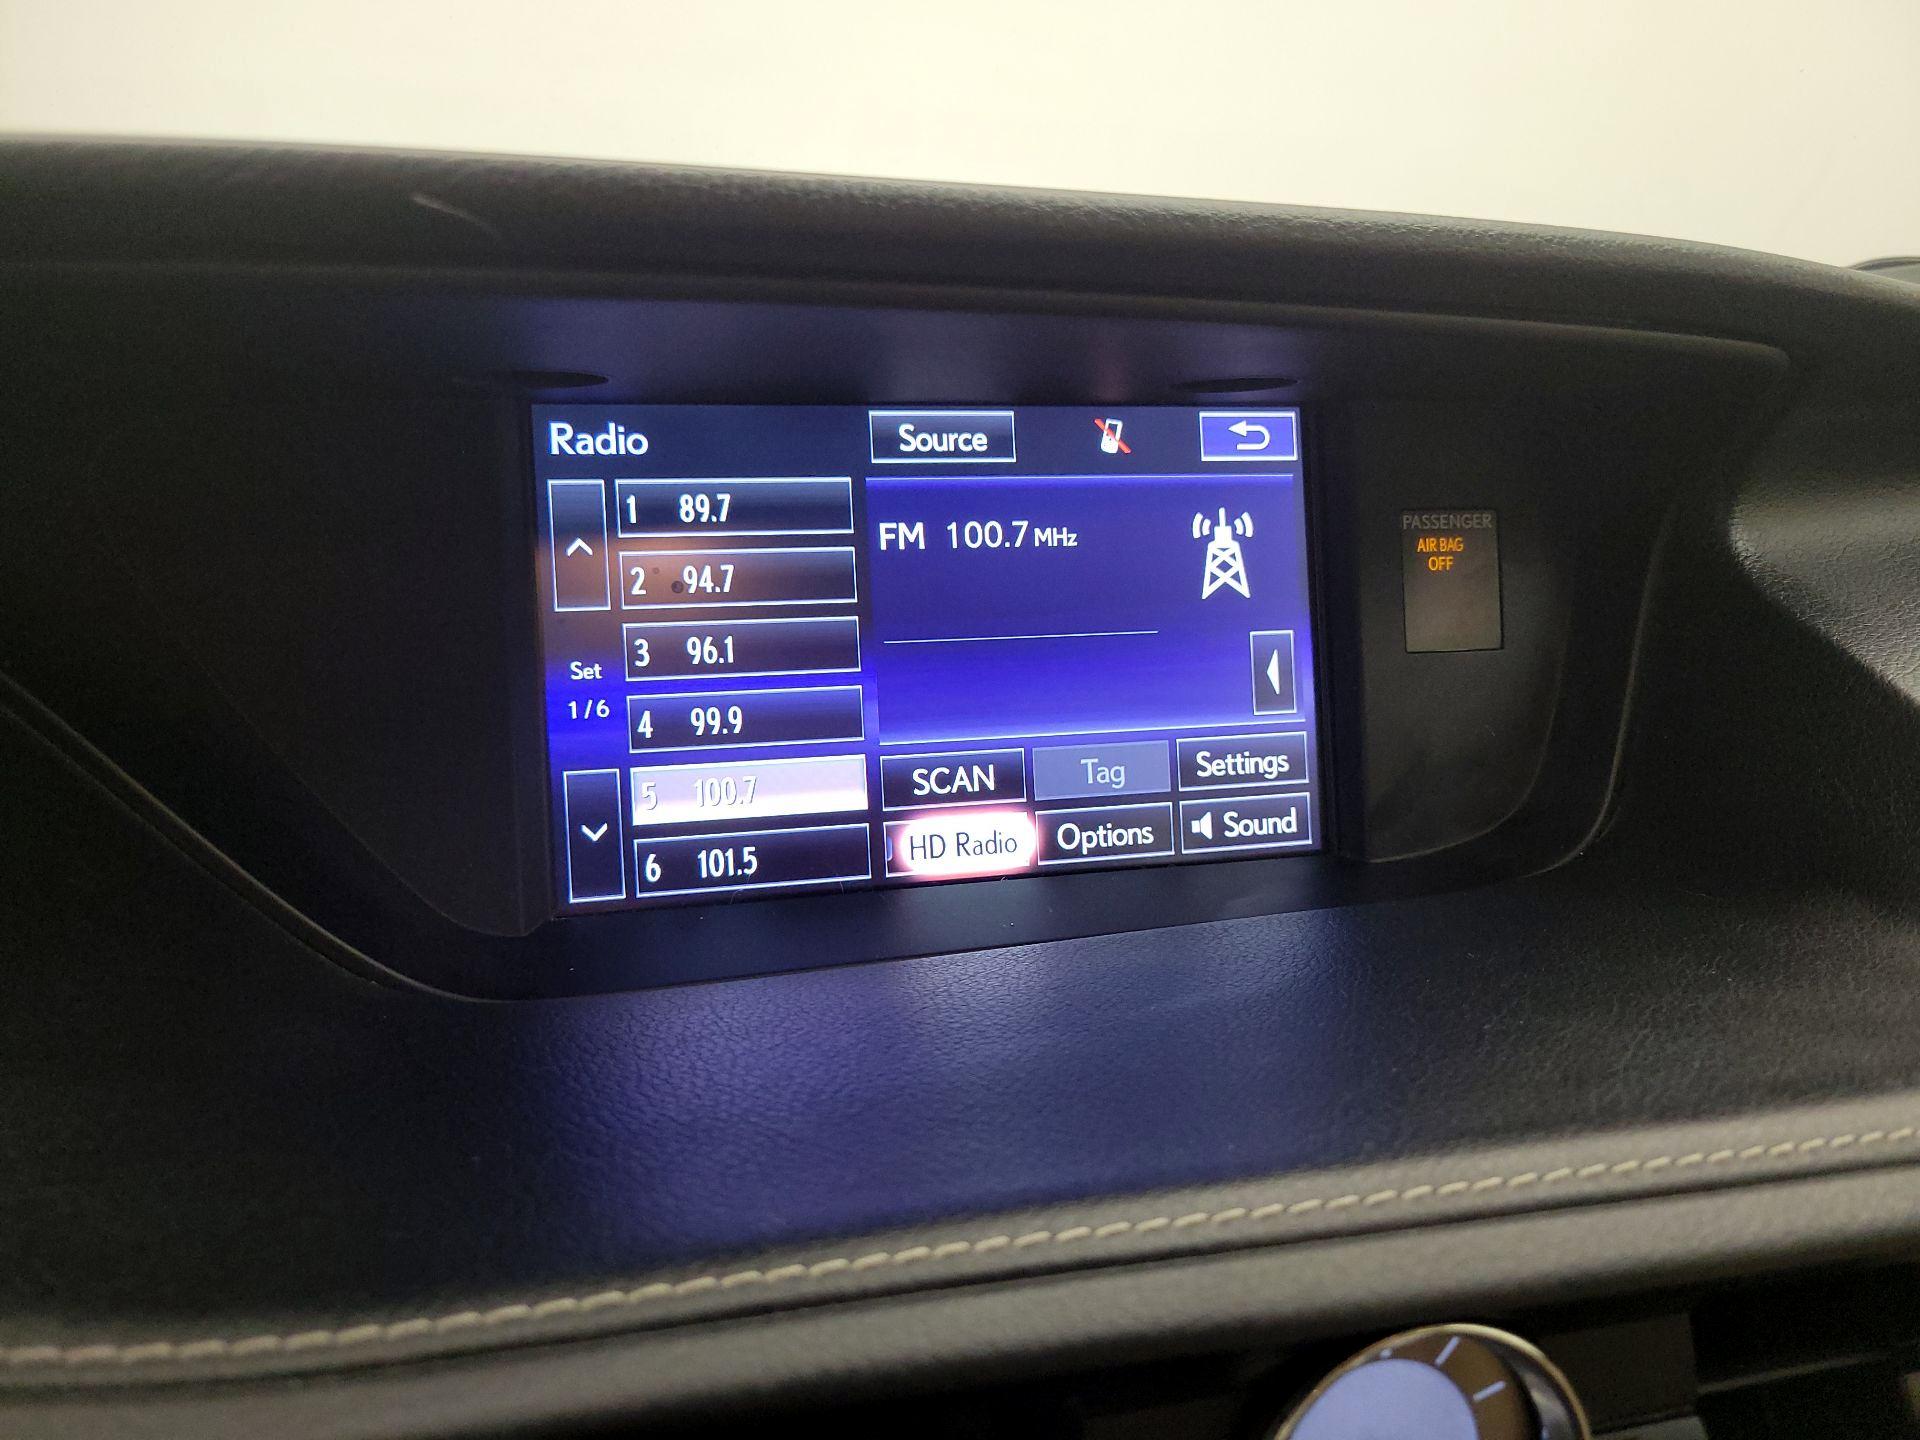 Radio
Source
1 89.7
2 94.7
3 96.1
4 99.9
5 100.7
6 101.5
Set
1/6
FM 100.7 MHz
SCAN
Tag
Settings
HD Radio
Options
Sound
PASSENGER
AIR BAG
OFF